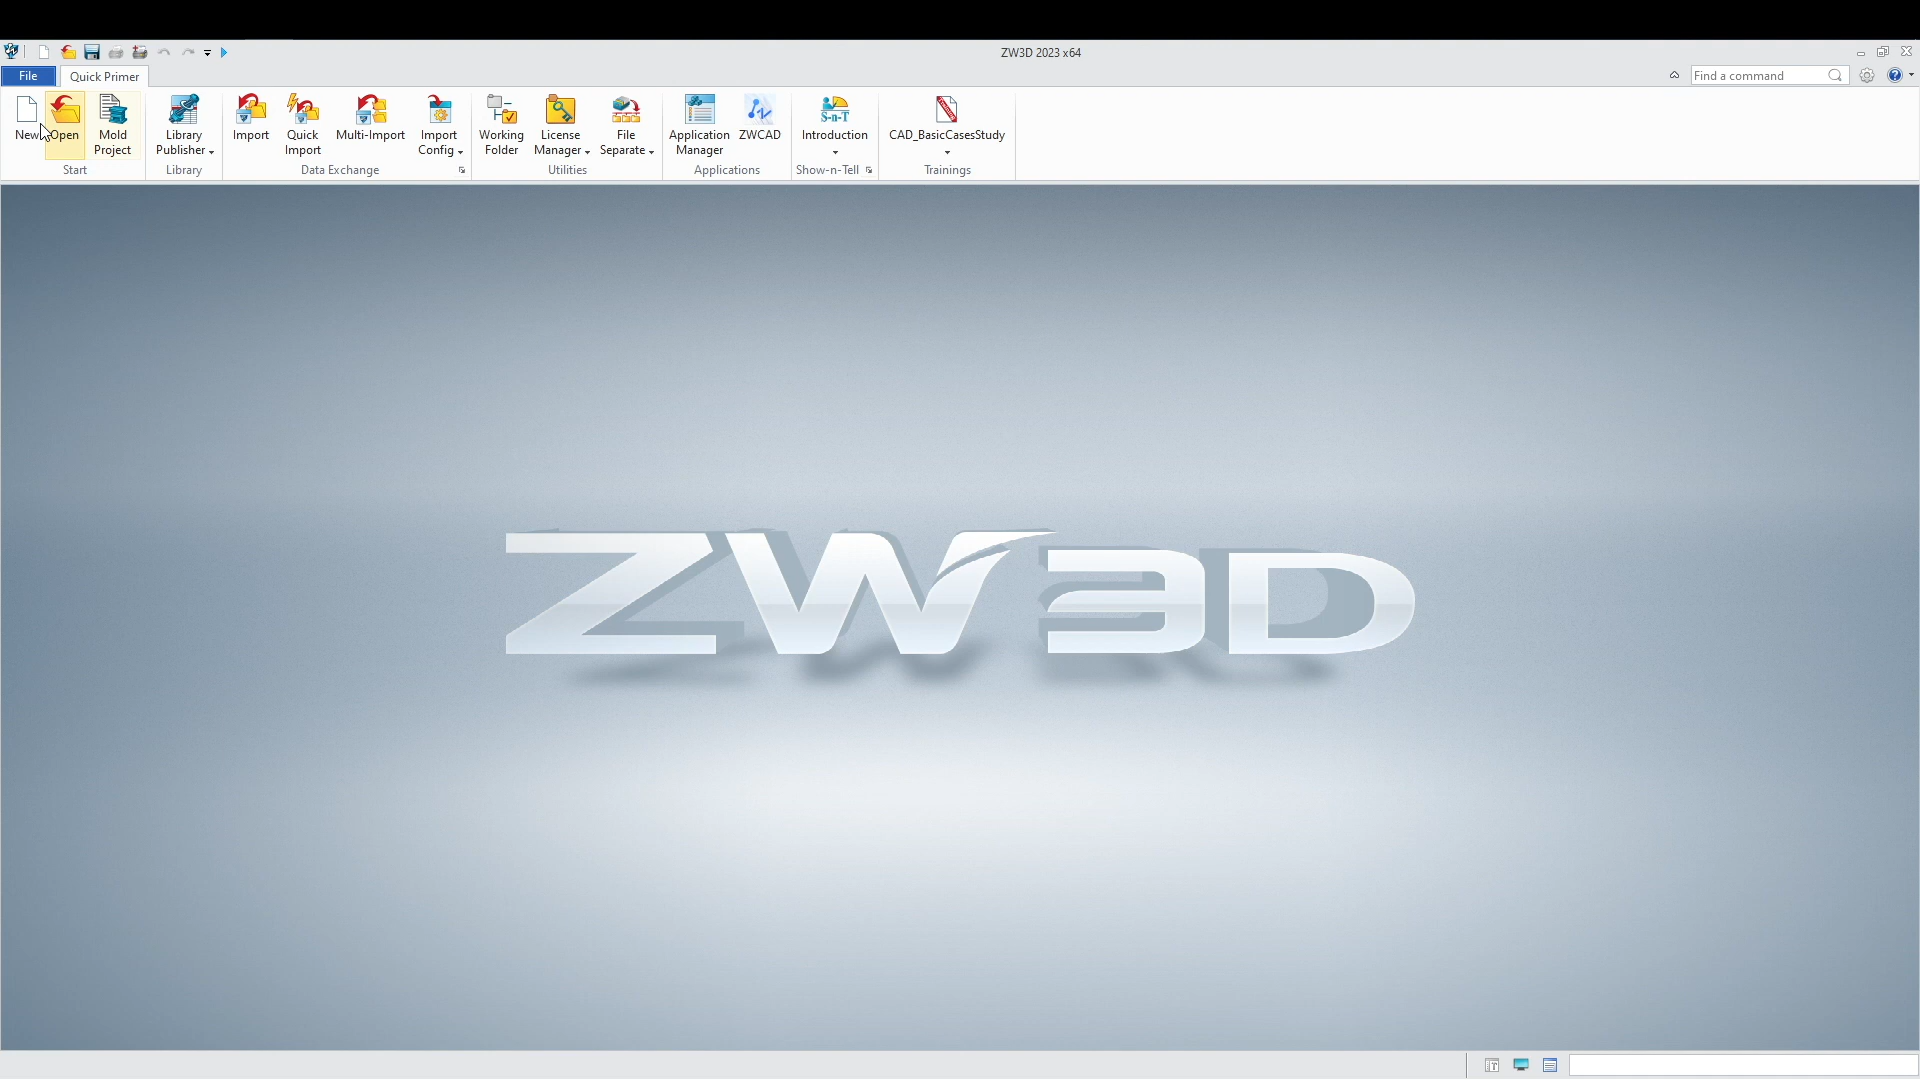 ZW3D 2023 x64
File
Quick Primer
Find a command
New
Open
Mold
Project
Library
Publisher
Import
Quick
Import
Multi-Import
Import
Config
Working
Folder
License
Manager
File
Separate
Application
Manager
ZWCAD
S-n-T
Introduction
CAD_BasicCasesStudy
Start
Library
Data Exchange
Utilities
Applications
Show-n-Tell
Trainings
ZW3D